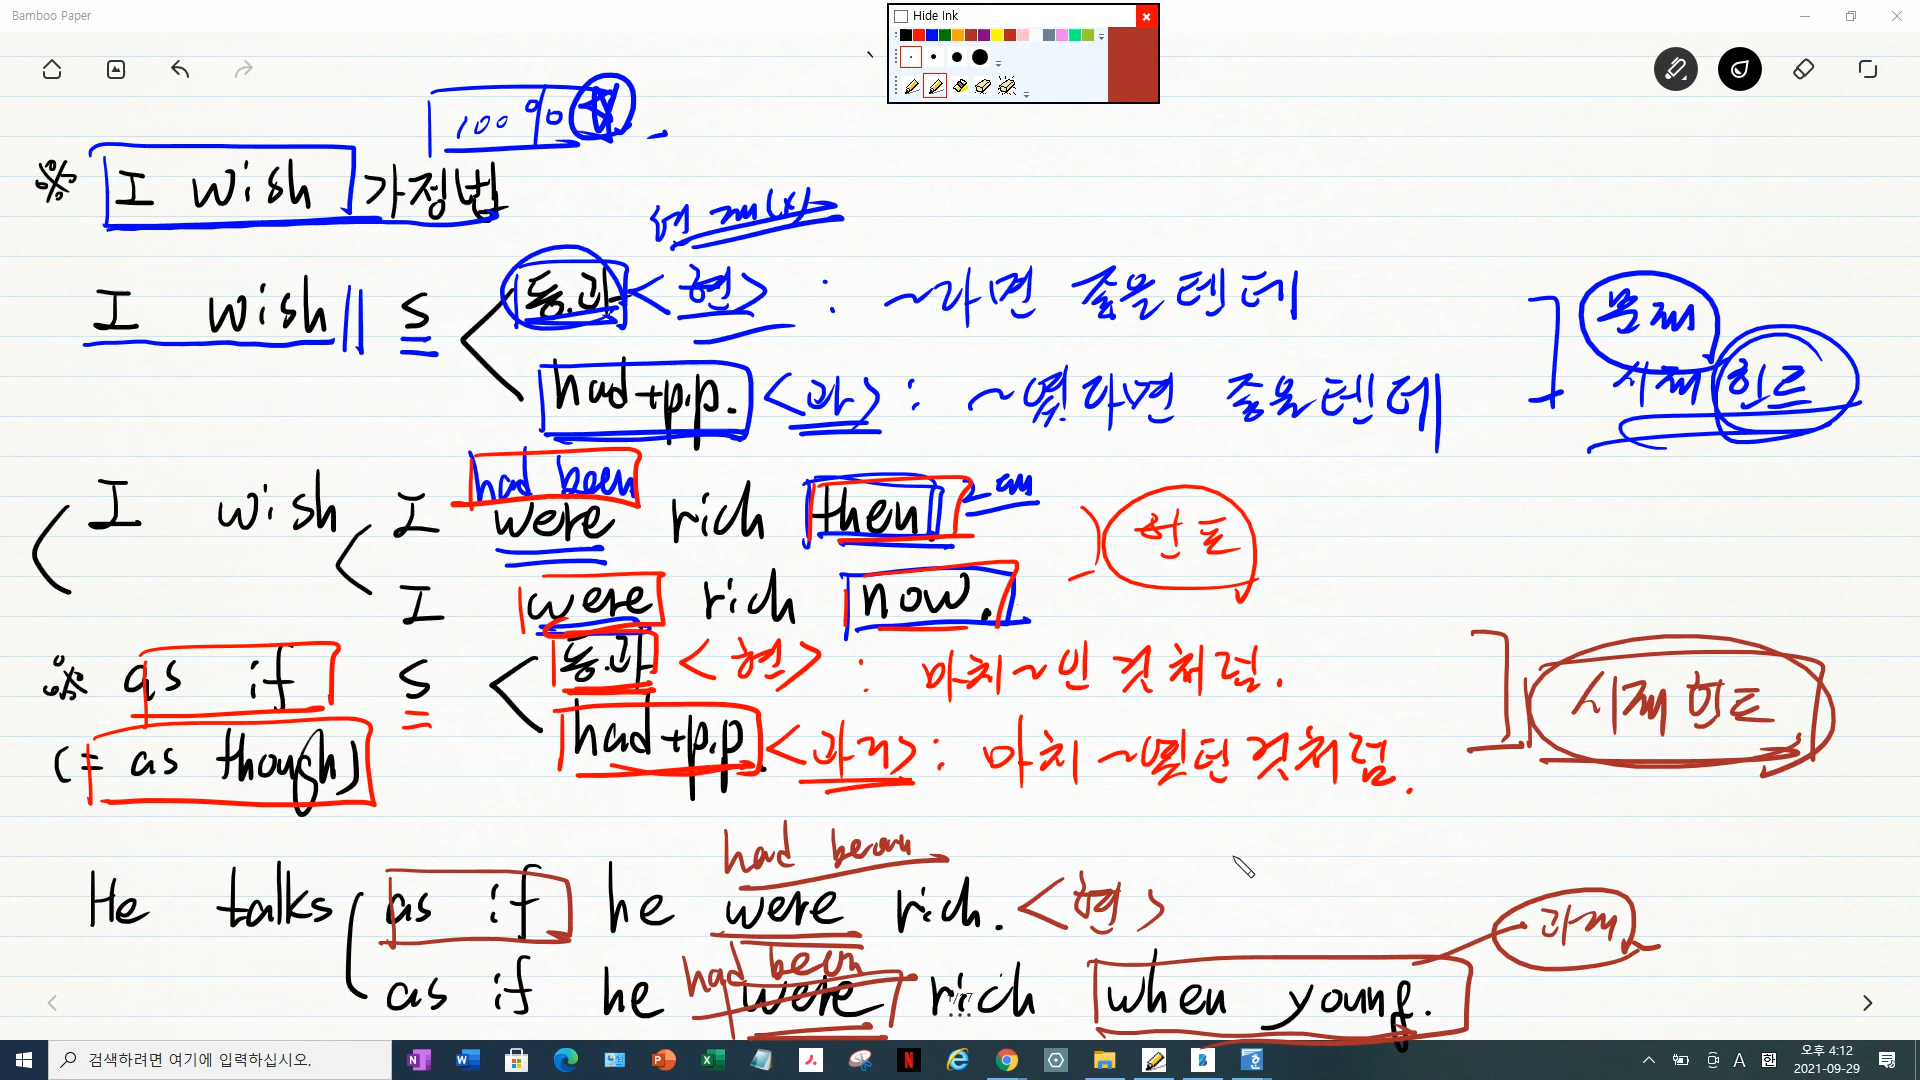 Bamboo Paper
Hide Ink
100%
※ I wish 가정법
현재(x)
I wish S 동.과 <현> : ~라면 좋을텐데
had+p.p. <과> : ~했다면 좋을텐데
문제
시제 힌트
had been
I wish I were rich then
I were rich now.
힌트
※ as if S 동.과 <현> : 마치~인 것처럼.
(= as though) had+p.p. <과거> : 마치~였던 것처럼.
시제 힌트
had been
He talks as if he were rich. <현>
had been
as if he were rich when young.
과거
검색하려면 여기에 입력하십시오.
A 한
오후 4:12
2021-09-29